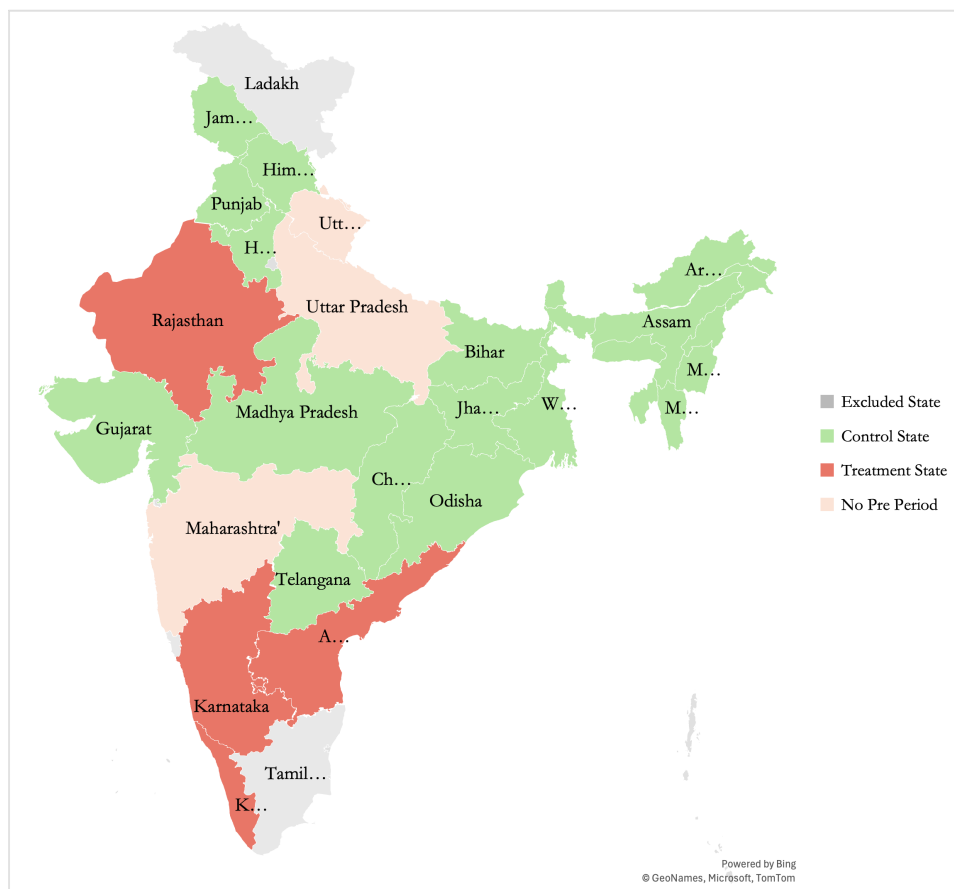 Ladakh
Jam...
Him...
Punjab
Utt...
H...
Ar...
Uttar Pradesh
Rajasthan
Assam
Bihar
M...
Jha...
W...
M...
Madhya Pradesh
Gujarat
Ch...
Odisha
Maharashtra'
Telangana
A...
Karnataka
Tamil...
K...
Excluded State
Control State
Treatment State
No Pre Period
Powered by Bing
© GeoNames, Microsoft, TomTom